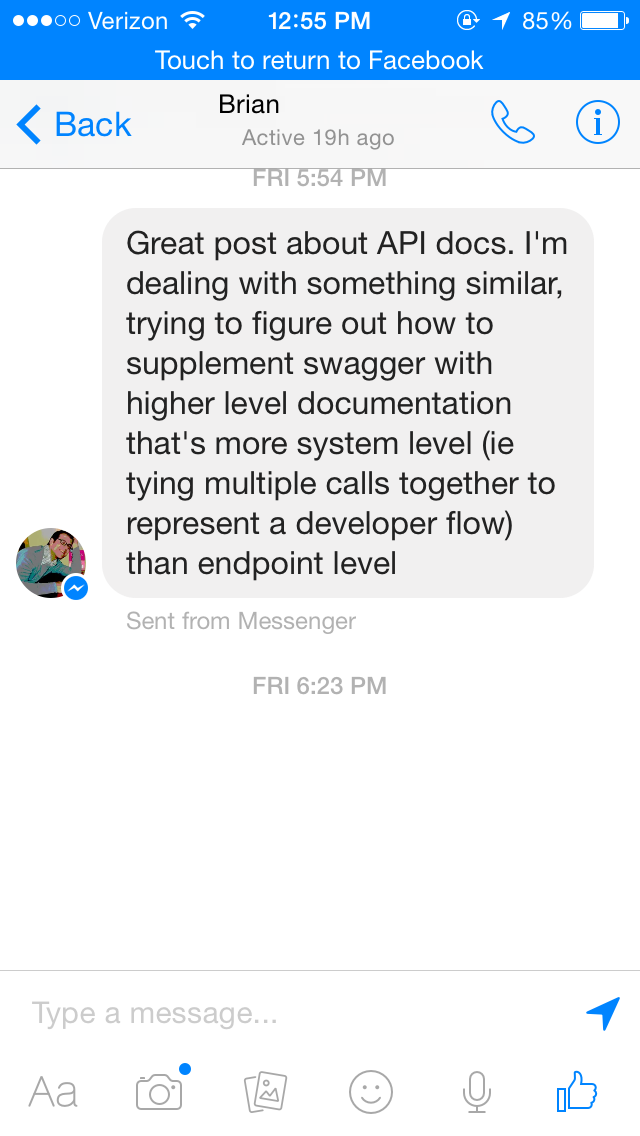 Verizon 12:55 PM 85%
Touch to return to Facebook
Back Brian
Active 19h ago
FRI 5:54 PM
Great post about API docs. I'm
dealing with something similar,
trying to figure out how to
supplement swagger with
higher level documentation
that's more system level (ie
tying multiple calls together to
represent a developer flow)
than endpoint level
Sent from Messenger
FRI 6:23 PM
Type a message...
Aa